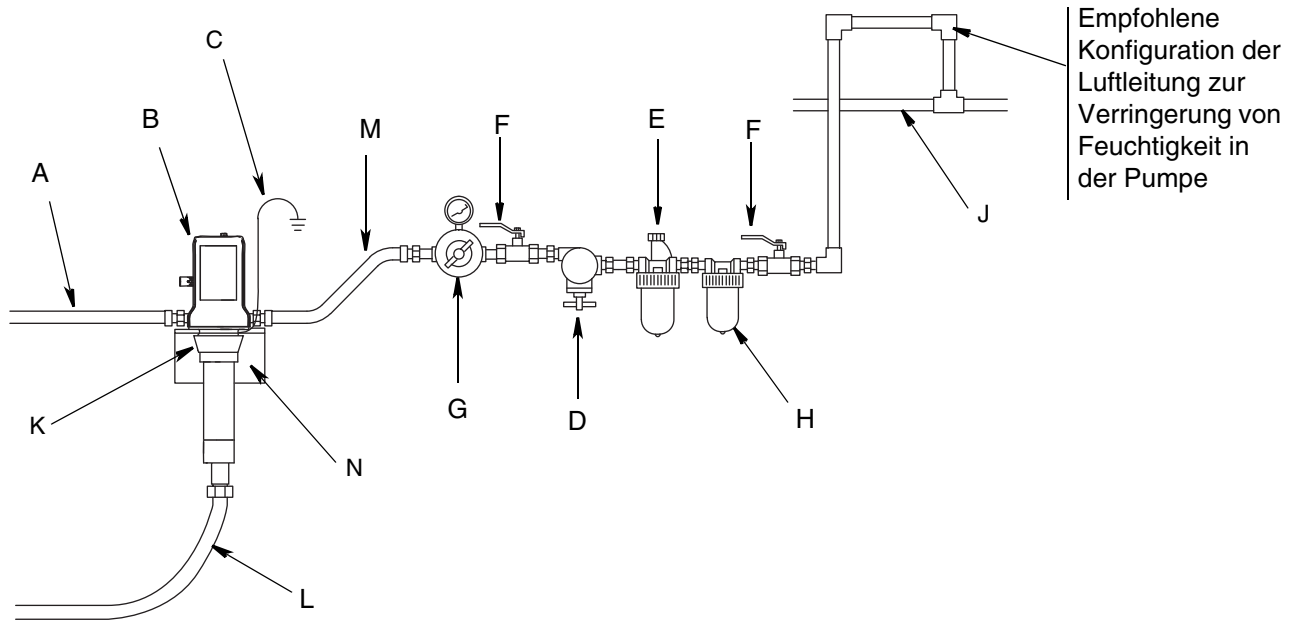 Empfohlene
Konfiguration der
Luftleitung zur
Verringerung von
Feuchtigkeit in
der Pumpe
C
B
M
F
E
F
A
J
G
D
H
K
N
L